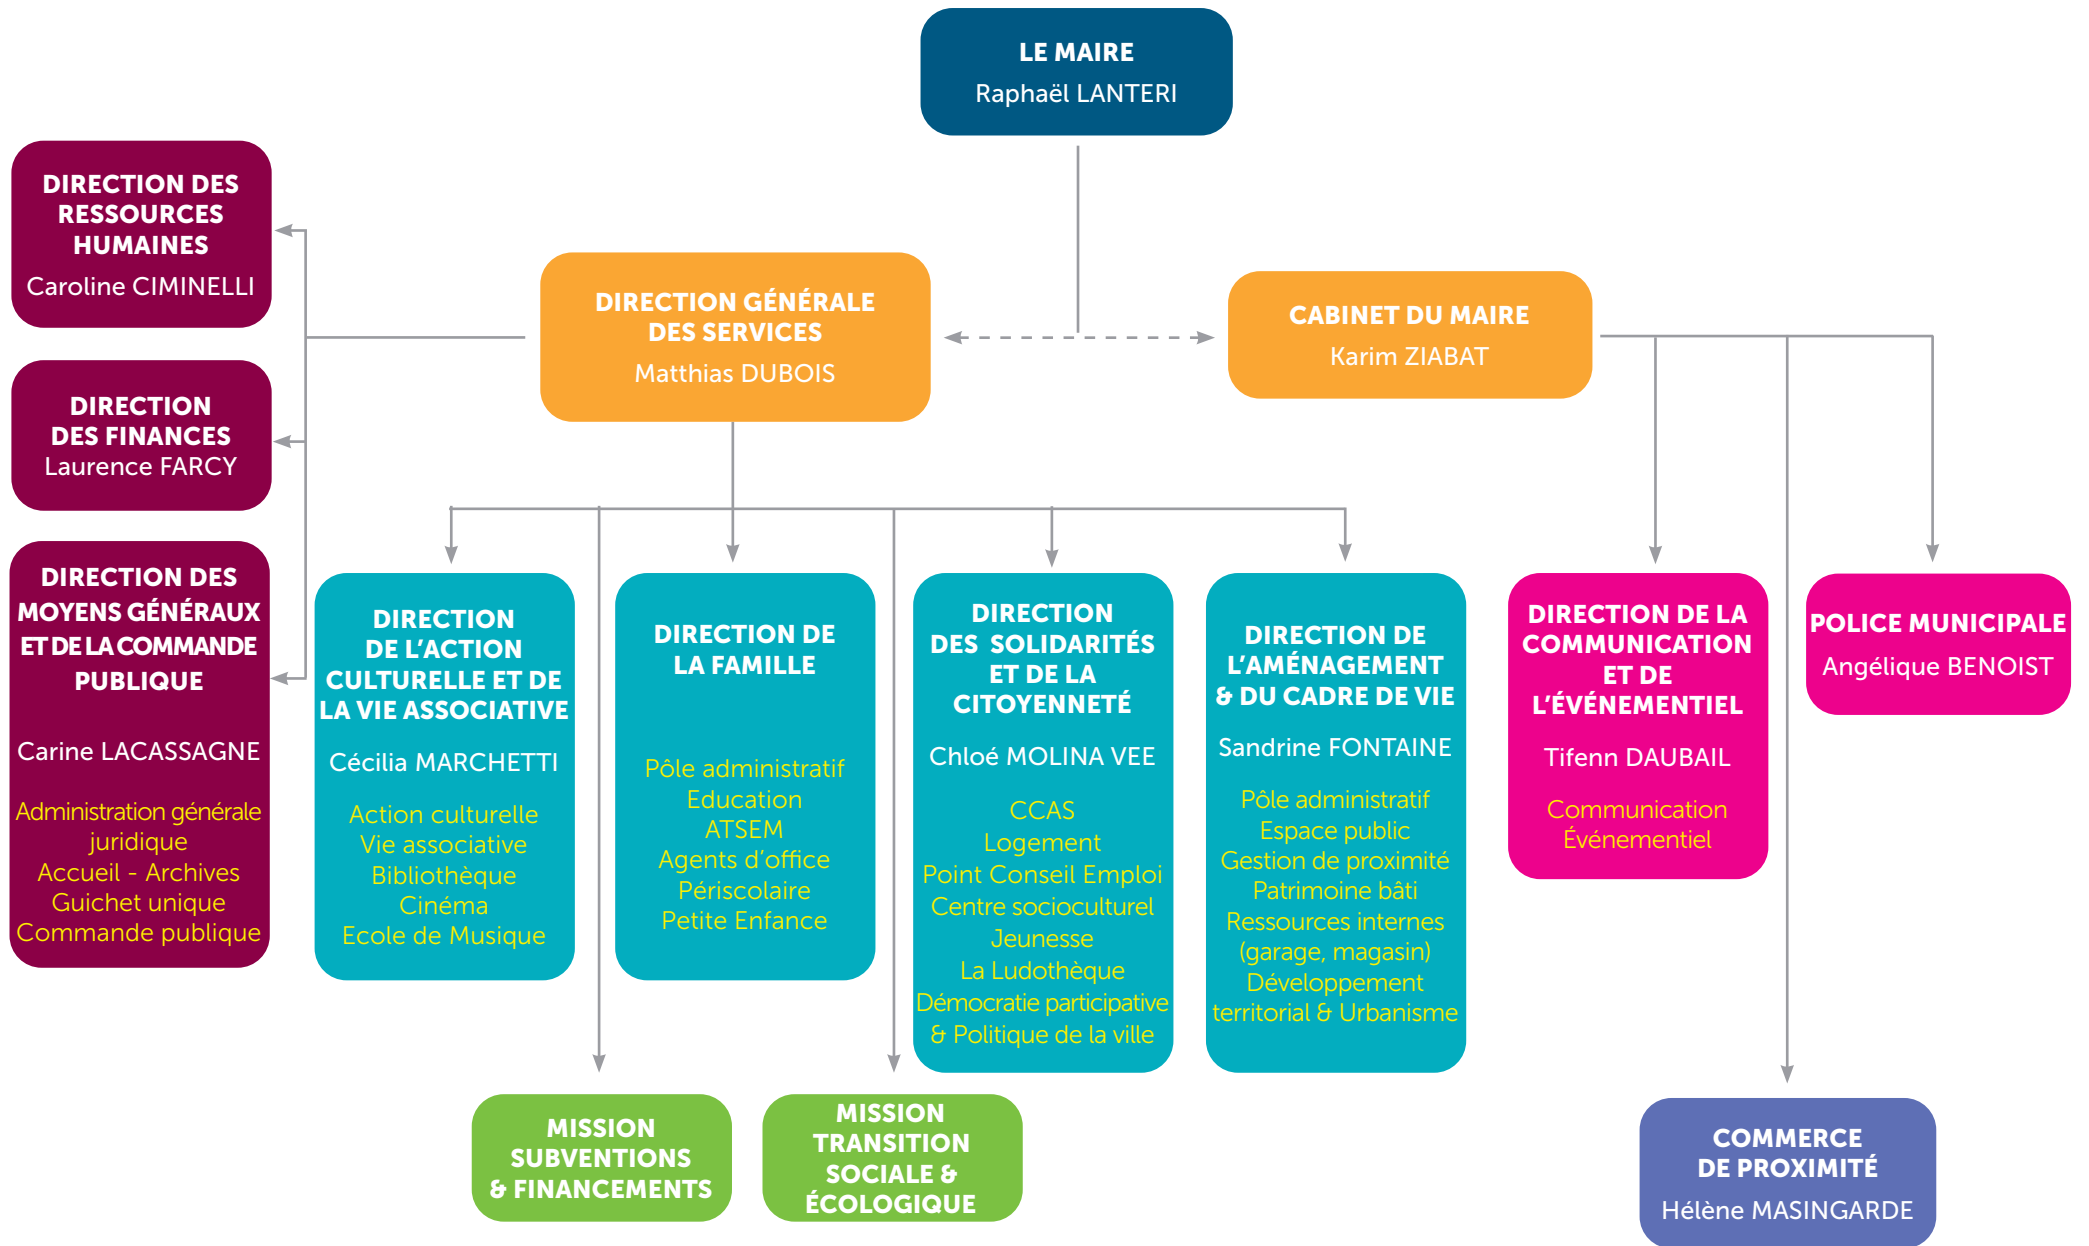 LE MAIRE
Raphaël LANTERI
DIRECTION DES
RESSOURCES
HUMAINES
Caroline CIMINELLI
DIRECTION GÉNÉRALE
DES SERVICES
Matthias DUBOIS
CABINET DU MAIRE
Karim ZIABAT
DIRECTION
DES FINANCES
Laurence FARCY
DIRECTION DES
MOYENS GÉNÉRAUX
ET DE LA COMMANDE
PUBLIQUE
Carine LACASSAGNE
Administration générale
juridique
Accueil - Archives
Guichet unique
Commande publique
DIRECTION
DE L'ACTION
CULTURELLE ET DE
LA VIE ASSOCIATIVE
Cécilia MARCHETTI
Action culturelle
Vie associative
Bibliothèque
Cinéma
Ecole de Musique
DIRECTION DE
LA FAMILLE
Pôle administratif
Education
ATSEM
Agents d'office
Périscolaire
Petite Enfance
DIRECTION
DES SOLIDARITÉS
ET DE LA
CITOYENNETÉ
Chloé MOLINA VEE
CCAS
Logement
Point Conseil Emploi
Centre socioculturel
Jeunesse
La Ludothèque
Démocratie participative
& Politique de la ville
DIRECTION DE
L'AMÉNAGEMENT
& DU CADRE DE VIE
Sandrine FONTAINE
Pôle administratif
Espace public
Gestion de proximité
Patrimoine bâti
Ressources internes
(garage, magasin)
Développement
territorial & Urbanisme
DIRECTION DE LA
COMMUNICATION
ET DE
L'ÉVÉNEMENTIEL
Tifenn DAUBAIL
Communication
Événementiel
POLICE MUNICIPALE
Angélique BENOIST
MISSION
SUBVENTIONS
& FINANCEMENTS
MISSION
TRANSITION
SOCIALE &
ÉCOLOGIQUE
COMMERCE
DE PROXIMITÉ
Hélène MASINGARDE